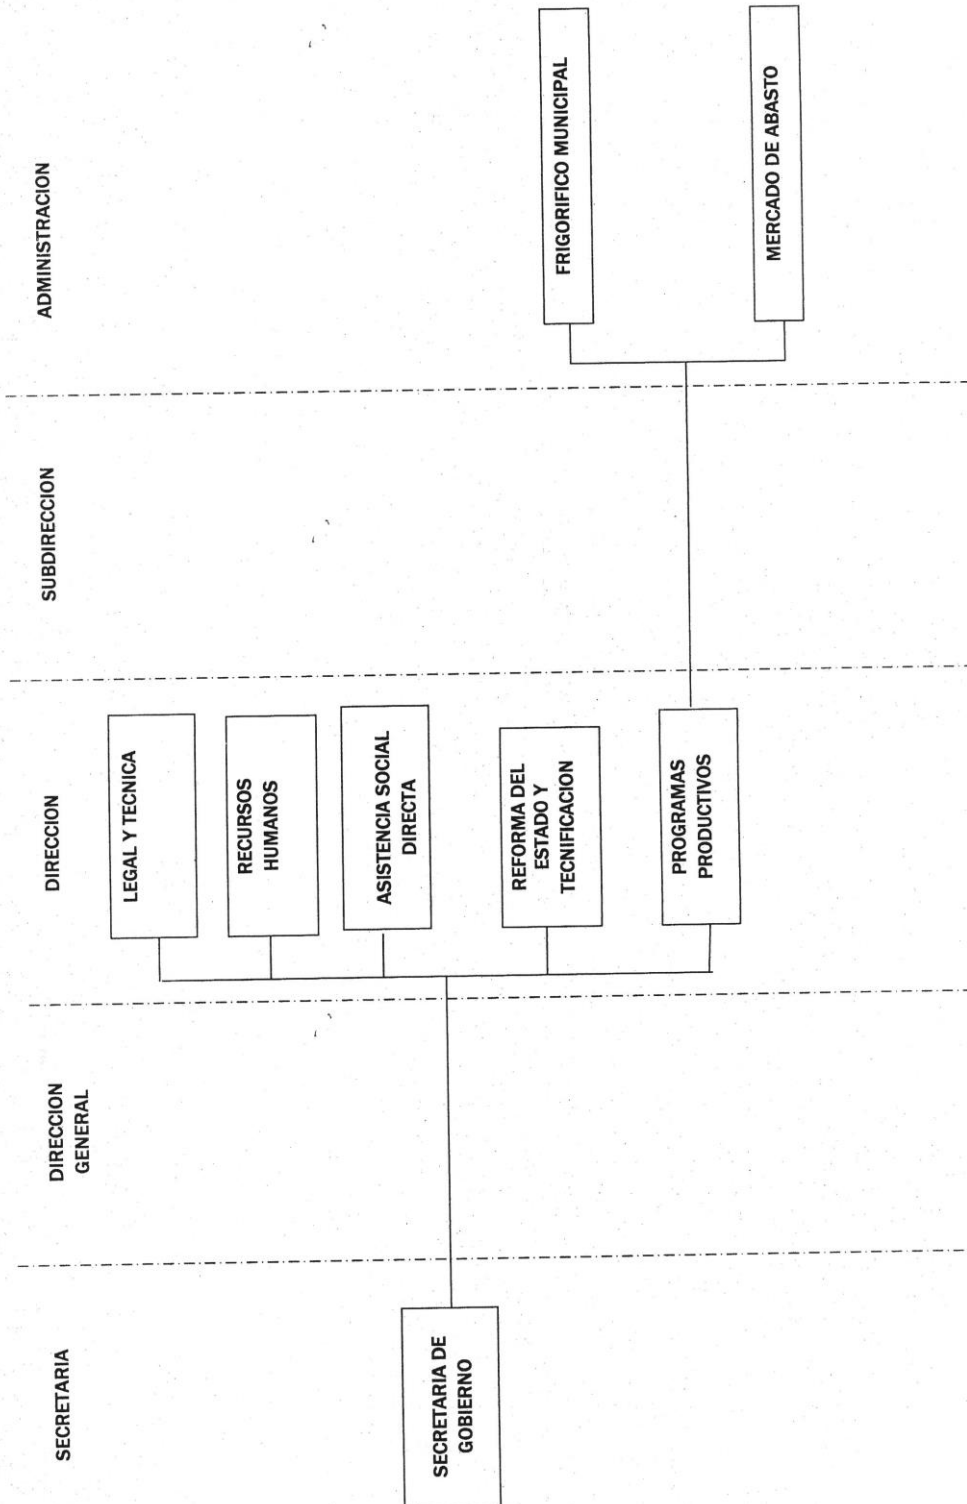 SECRETARIA
DIRECCION
GENERAL
DIRECCION
SUBDIRECCION
ADMINISTRACION
SECRETARIA DE
GOBIERNO
LEGAL Y TECNICA
RECURSOS
HUMANOS
ASISTENCIA SOCIAL
DIRECTA
REFORMA DEL
ESTADO Y
TECNIFICACION
PROGRAMAS
PRODUCTIVOS
FRIGORIFICO MUNICIPAL
MERCADO DE ABASTO